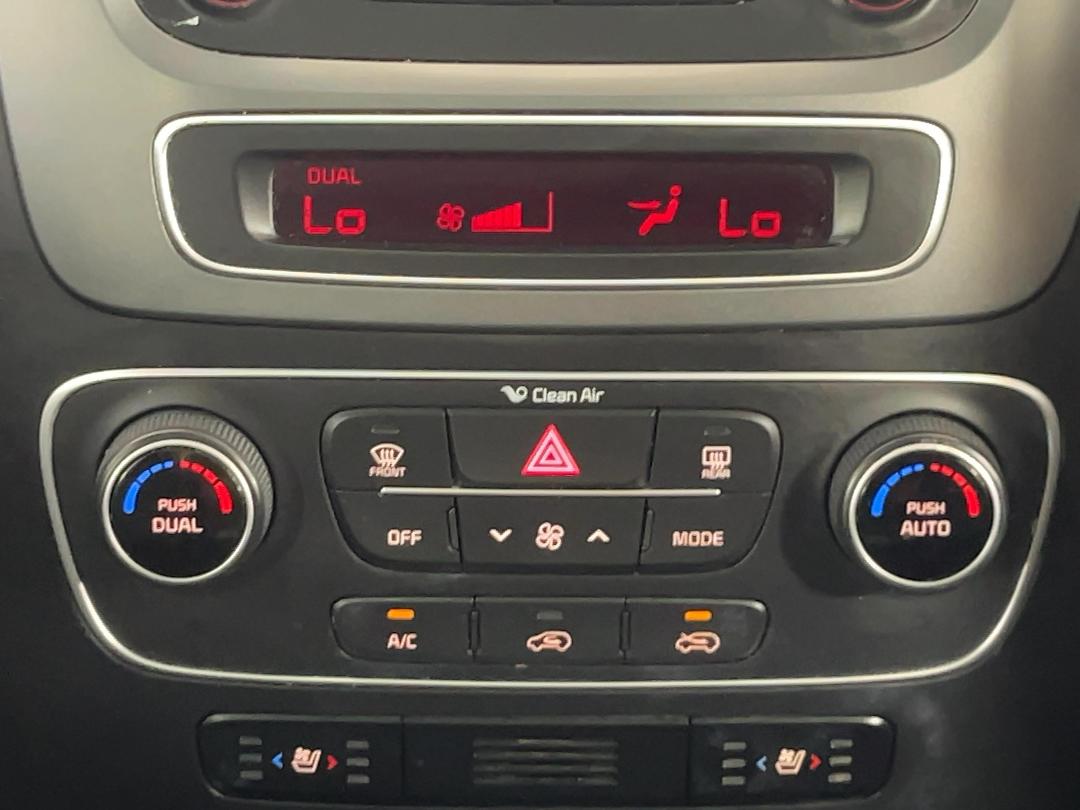 DUAL
Lo Lo
Clean Air
FRONT REAR
PUSH
DUAL
PUSH
AUTO
OFF MODE
A/C